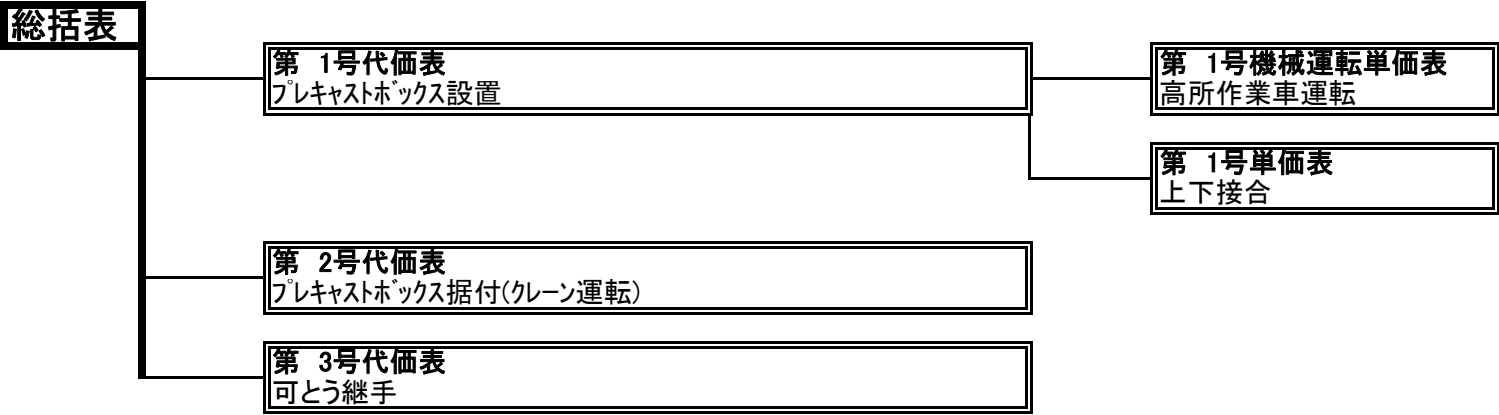 総括表
第 1号代価表
ﾌﾟﾚｷｬｽﾄﾎﾞｯｸｽ設置
第 1号機械運転単価表
高所作業車運転
第 1号単価表
上下接合
第 2号代価表
ﾌﾟﾚｷｬｽﾄﾎﾞｯｸｽ据付(ｸﾚｰﾝ運転)
第 3号代価表
可とう継手